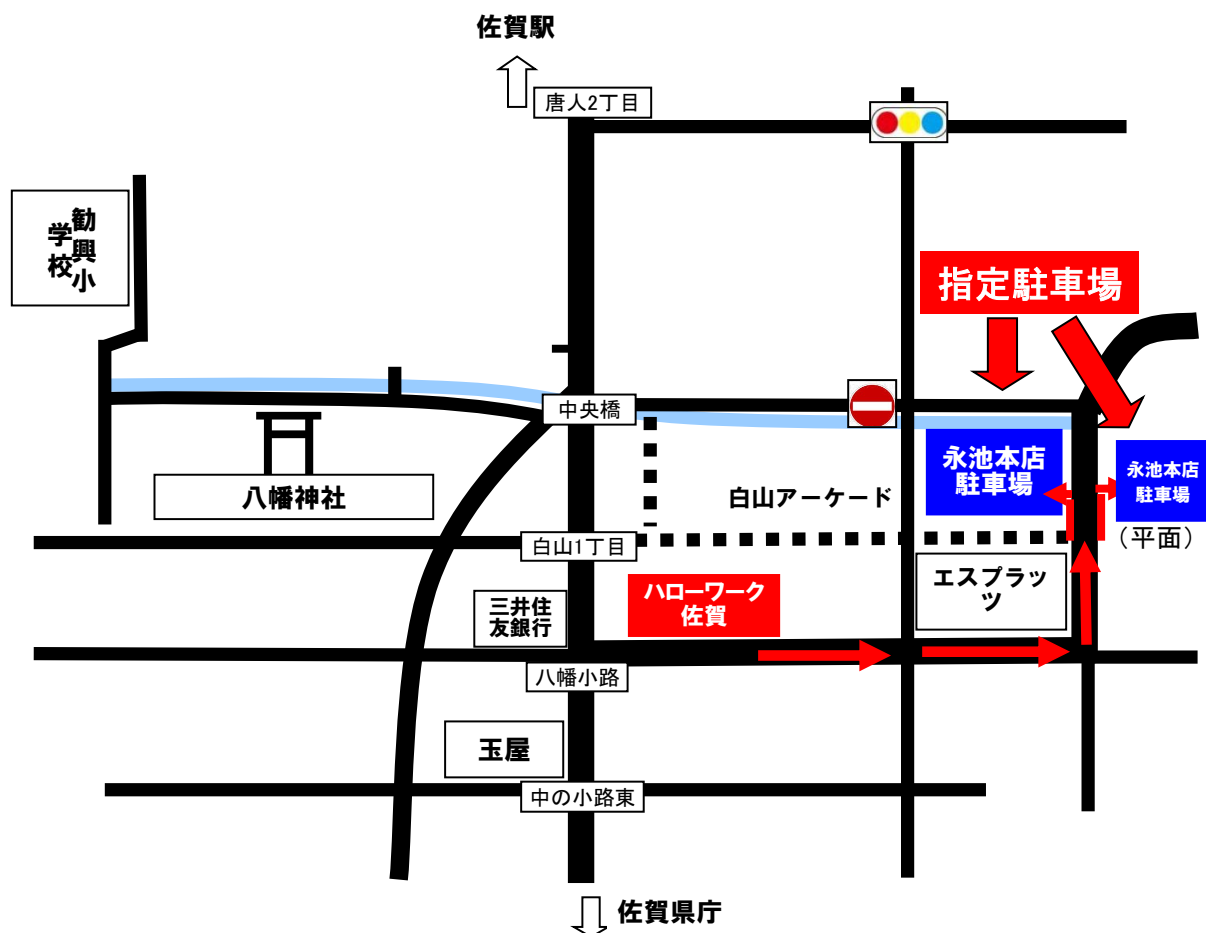 佐賀駅
唐人2丁目
勧興小
学校
指定駐車場
中央橋
永池本店
駐車場
永池本店
駐車場
（平面）
八幡神社
白山アーケード
白山1丁目
エスプラッ
ツ
ハローワーク
佐賀
三井住
友銀行
八幡小路
玉屋
中の小路東
佐賀県庁